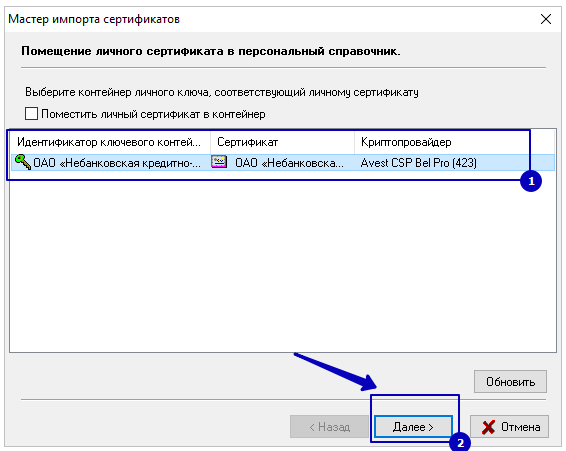 Мастер импорта сертификатов
Помещение личного сертификата в персональный справочник.
Выберите контейнер личного ключа, соответствующий личному сертификату
Поместить личный сертификат в контейнер
Идентификатор ключевого контей... Сертификат Криптопровайдер
ОАО «Небанковская кредитно-... ОАО «Небанковска... Avest CSP Bel Pro (423)
1
Обновить
< Назад Далее > Отмена
2